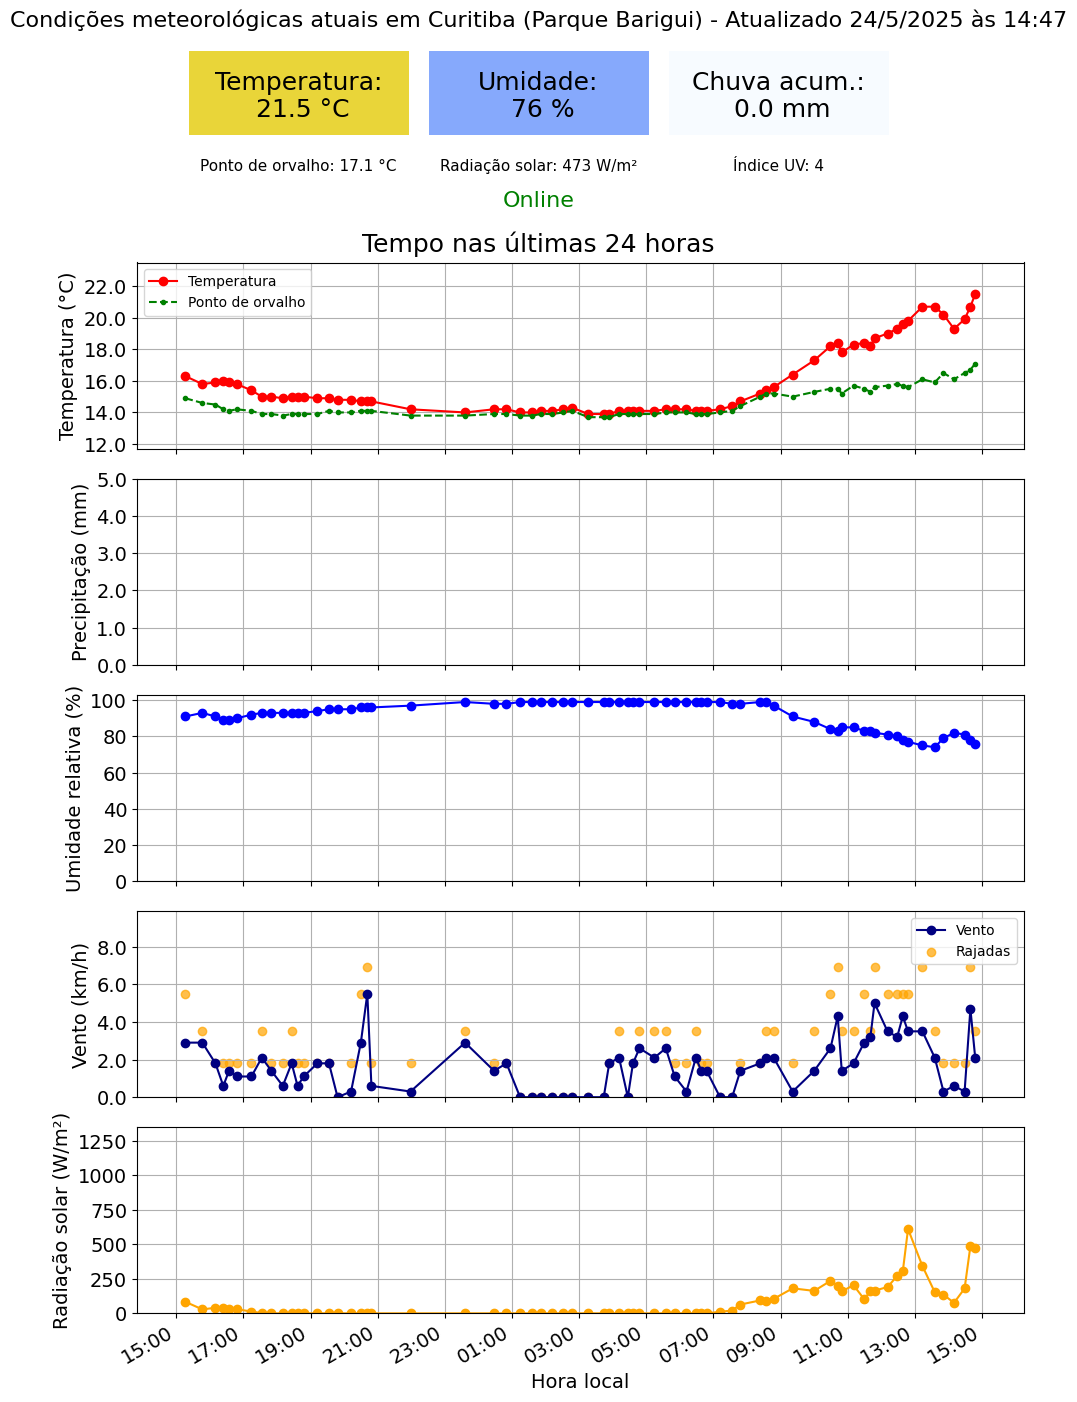 Condições meteorológicas atuais em Curitiba (Parque Barigui) - Atualizado 24/5/2025 às 14:47
Temperatura:
21.5 °C
Umidade:
76 %
Chuva acum.:
0.0 mm
Ponto de orvalho: 17.1 °C
Radiação solar: 473 W/m²
Índice UV: 4
Online
Tempo nas últimas 24 horas
Temperatura (°C)
22.0
20.0
18.0
16.0
14.0
12.0
Temperatura
Ponto de orvalho
Precipitação (mm)
5.0
4.0
3.0
2.0
1.0
0.0
Umidade relativa (%)
100
80
60
40
20
0
Vento (km/h)
8.0
6.0
4.0
2.0
0.0
Vento
Rajadas
Radiação solar (W/m²)
1250
1000
750
500
250
0
15:00
17:00
19:00
21:00
23:00
01:00
03:00
05:00
07:00
09:00
11:00
13:00
15:00
Hora local